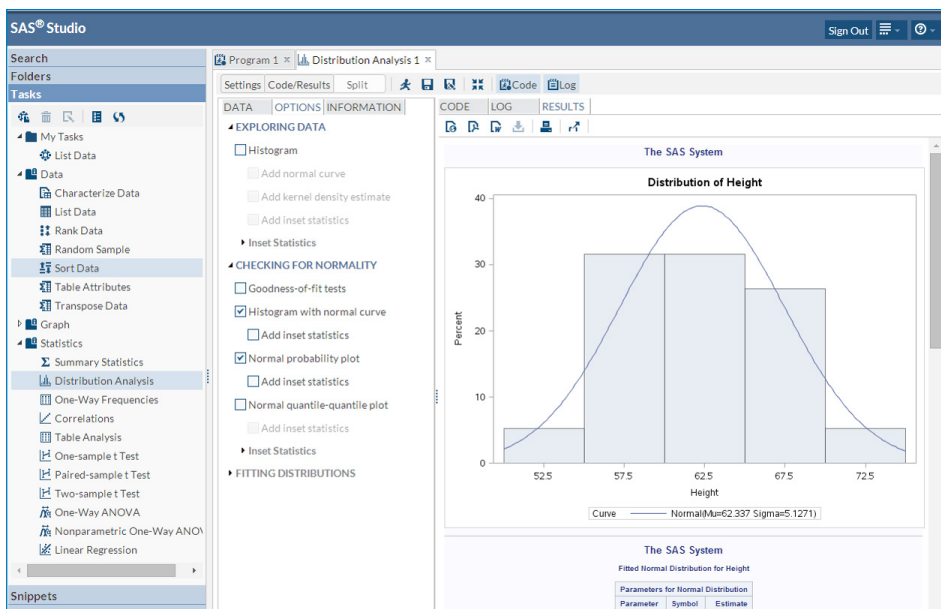 SAS® Studio
Sign Out
Search
Folders
Tasks
My Tasks
List Data
Data
Characterize Data
List Data
Rank Data
Random Sample
Sort Data
Table Attributes
Transpose Data
Graph
Statistics
Summary Statistics
Distribution Analysis
One-Way Frequencies
Correlations
Table Analysis
One-sample t Test
Paired-sample t Test
Two-sample t Test
One-Way ANOVA
Nonparametric One-Way ANOV
Linear Regression
Snippets
Program 1
Distribution Analysis 1
Settings Code/Results Split
Code Log
DATA OPTIONS INFORMATION
EXPLORING DATA
Histogram
Add normal curve
Add kernel density estimate
Add inset statistics
Inset Statistics
CHECKING FOR NORMALITY
Goodness-of-fit tests
Histogram with normal curve
Add inset statistics
Normal probability plot
Add inset statistics
Normal quantile-quantile plot
Add inset statistics
Inset Statistics
FITTING DISTRIBUTIONS
CODE LOG RESULTS
The SAS System
Distribution of Height
40
30
20
10
0
Percent
52.5 57.5 62.5 67.5 72.5
Height
Curve Normal(Mu=62.337 Sigma=5.1271)
The SAS System
Fitted Normal Distribution for Height
Parameters for Normal Distribution
Parameter Symbol Estimate